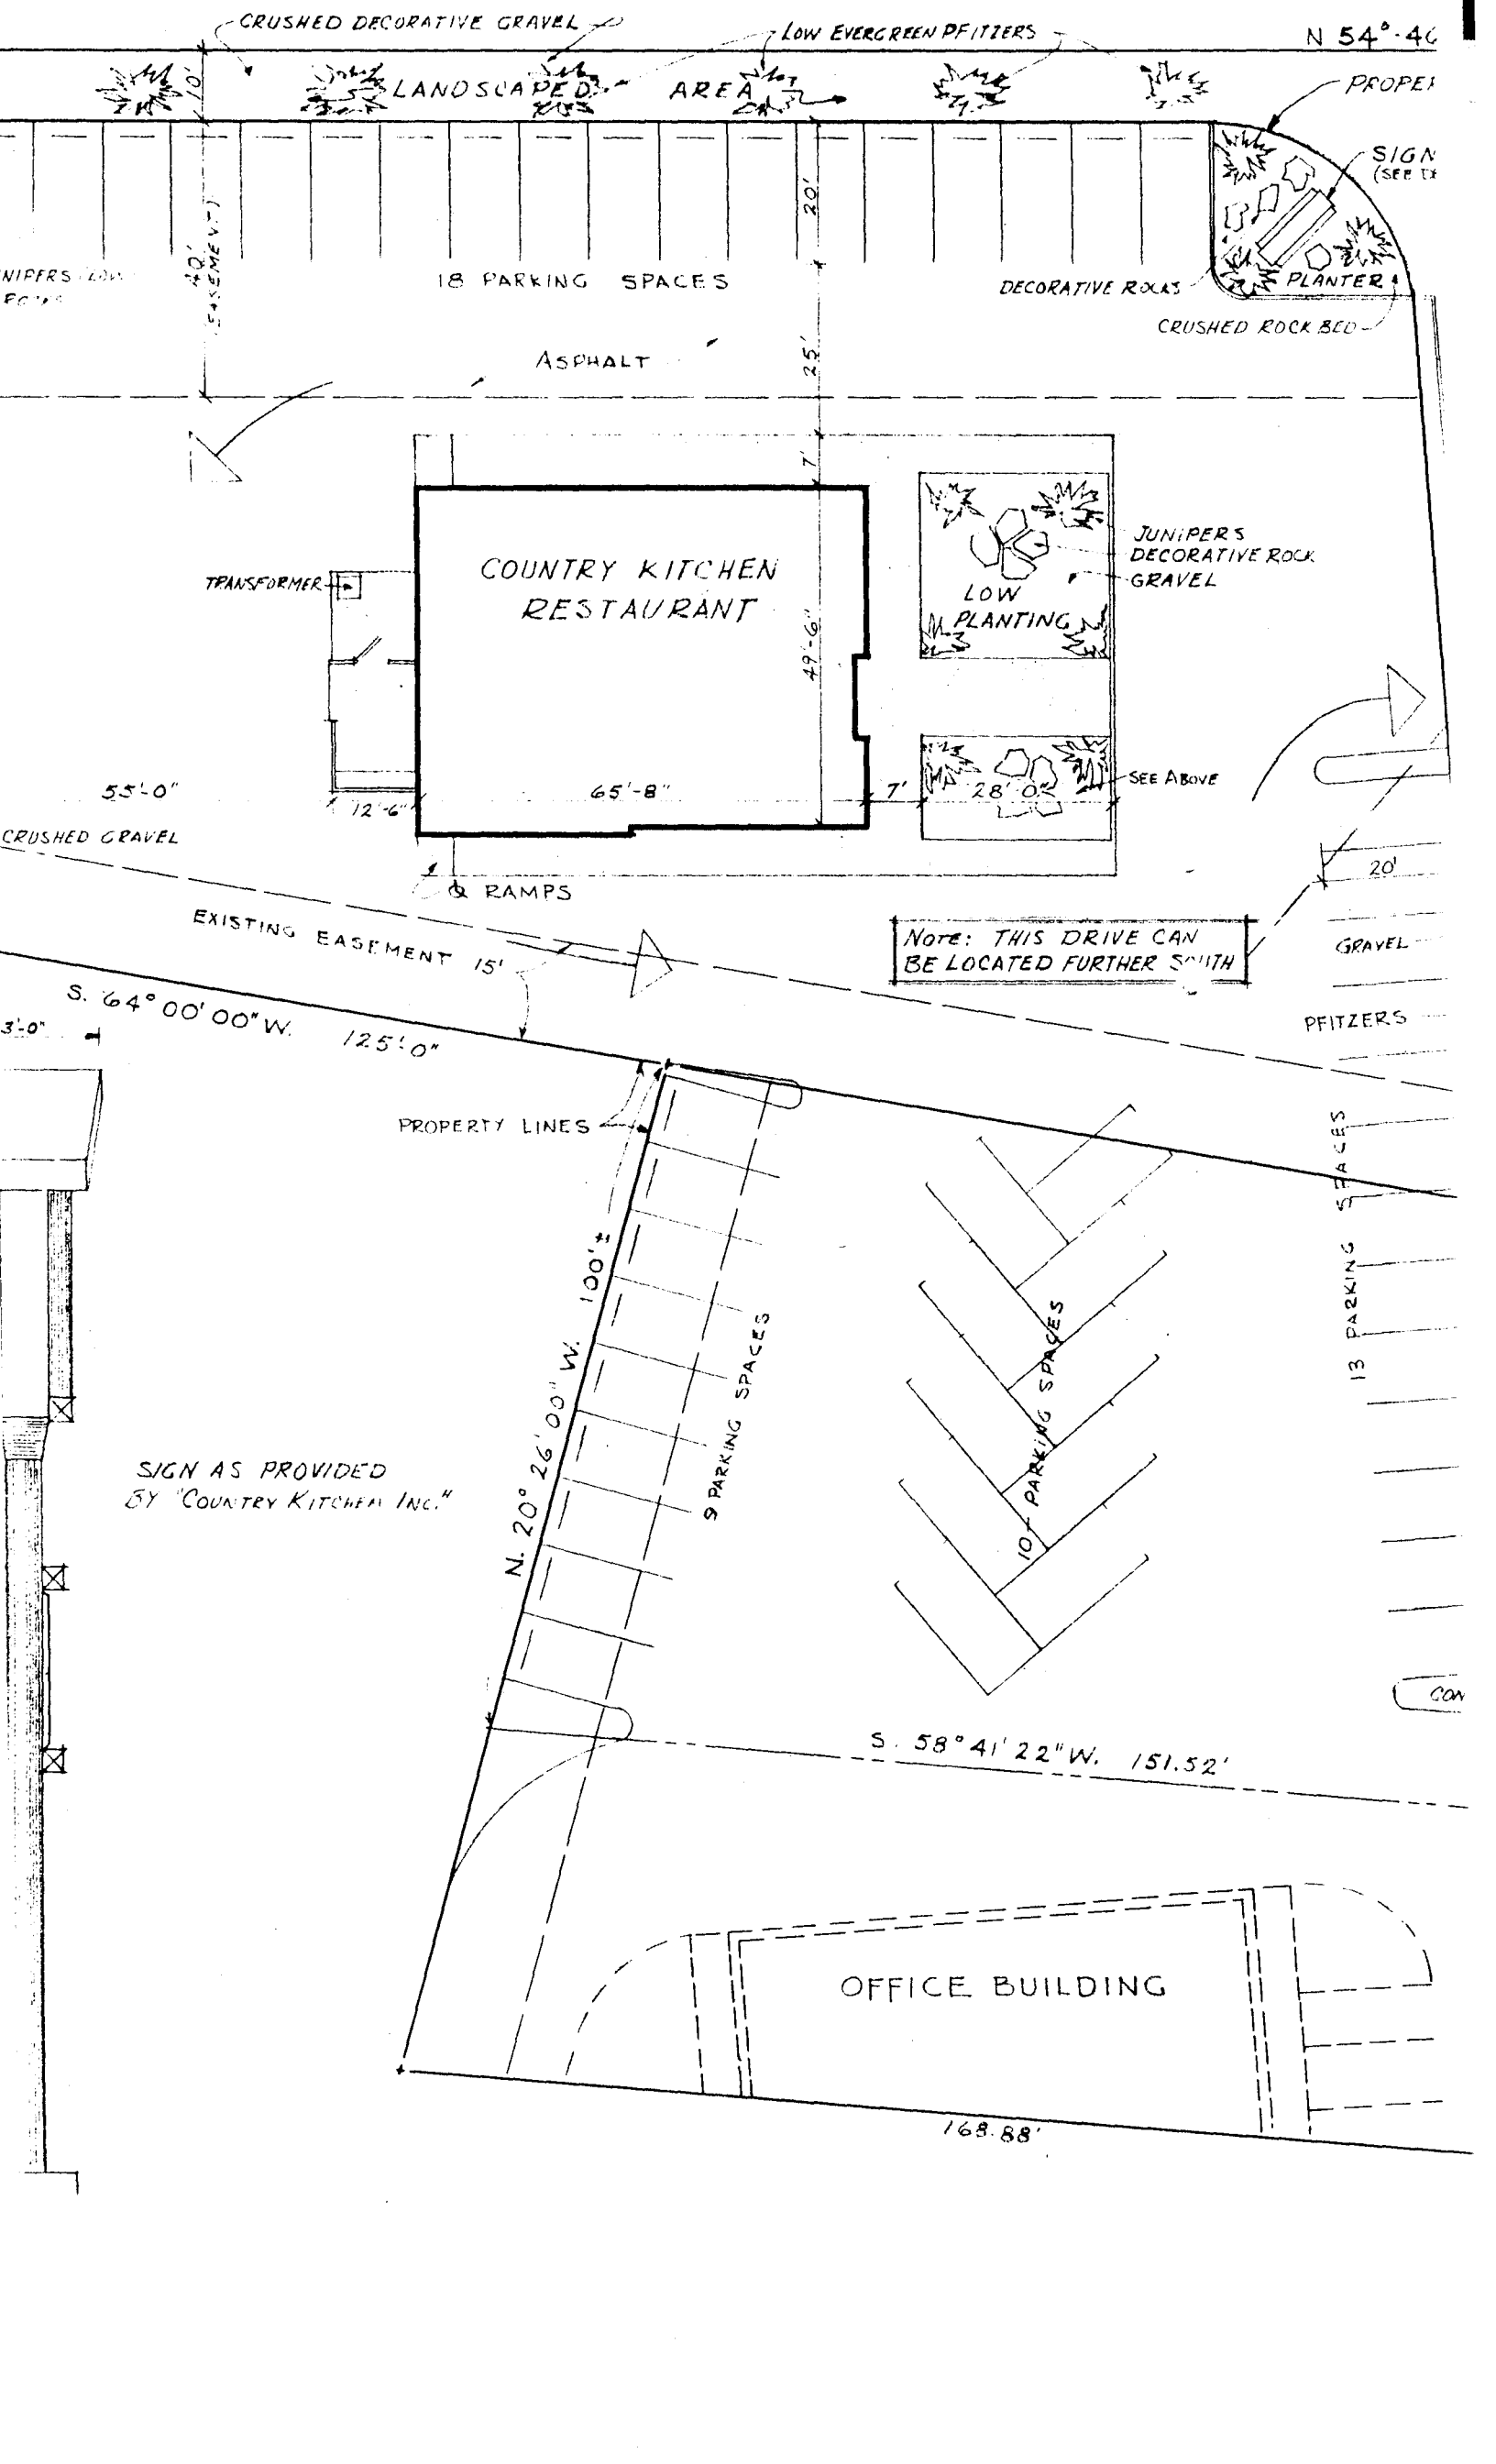 CRUSHED DECORATIVE GRAVEL
LOW EVERGREEN PFITZERS
N 54°-46
LANDSCAPED AREA
10'
SIGN
20'
40'
EASEMENT
18 PARKING SPACES
DECORATIVE ROCKS
PLANTER
CRUSHED ROCK BED
ASPHALT
25'
7'
COUNTRY KITCHEN
RESTAURANT
TRANSFORMER
49'-6"
JUNIPERS
DECORATIVE ROCK
GRAVEL
LOW
PLANTING
55'-0"
12'-6"
65'-8"
7'
28'-0"
SEE ABOVE
CRUSHED GRAVEL
RAMPS
20'
EXISTING EASEMENT 15'
NOTE: THIS DRIVE CAN
BE LOCATED FURTHER SOUTH
GRAVEL
PFITZERS
S. 64° 00' 00" W. 125'-0"
3'-0"
PROPERTY LINES
N. 20° 26' 00" W. 100' ±
9 PARKING SPACES
10 - PARKING SPACES
13 PARKING SPACES
SIGN AS PROVIDED
BY "COUNTRY KITCHEN INC."
S. 58° 41' 22" W. 151.52'
OFFICE BUILDING
168.88'